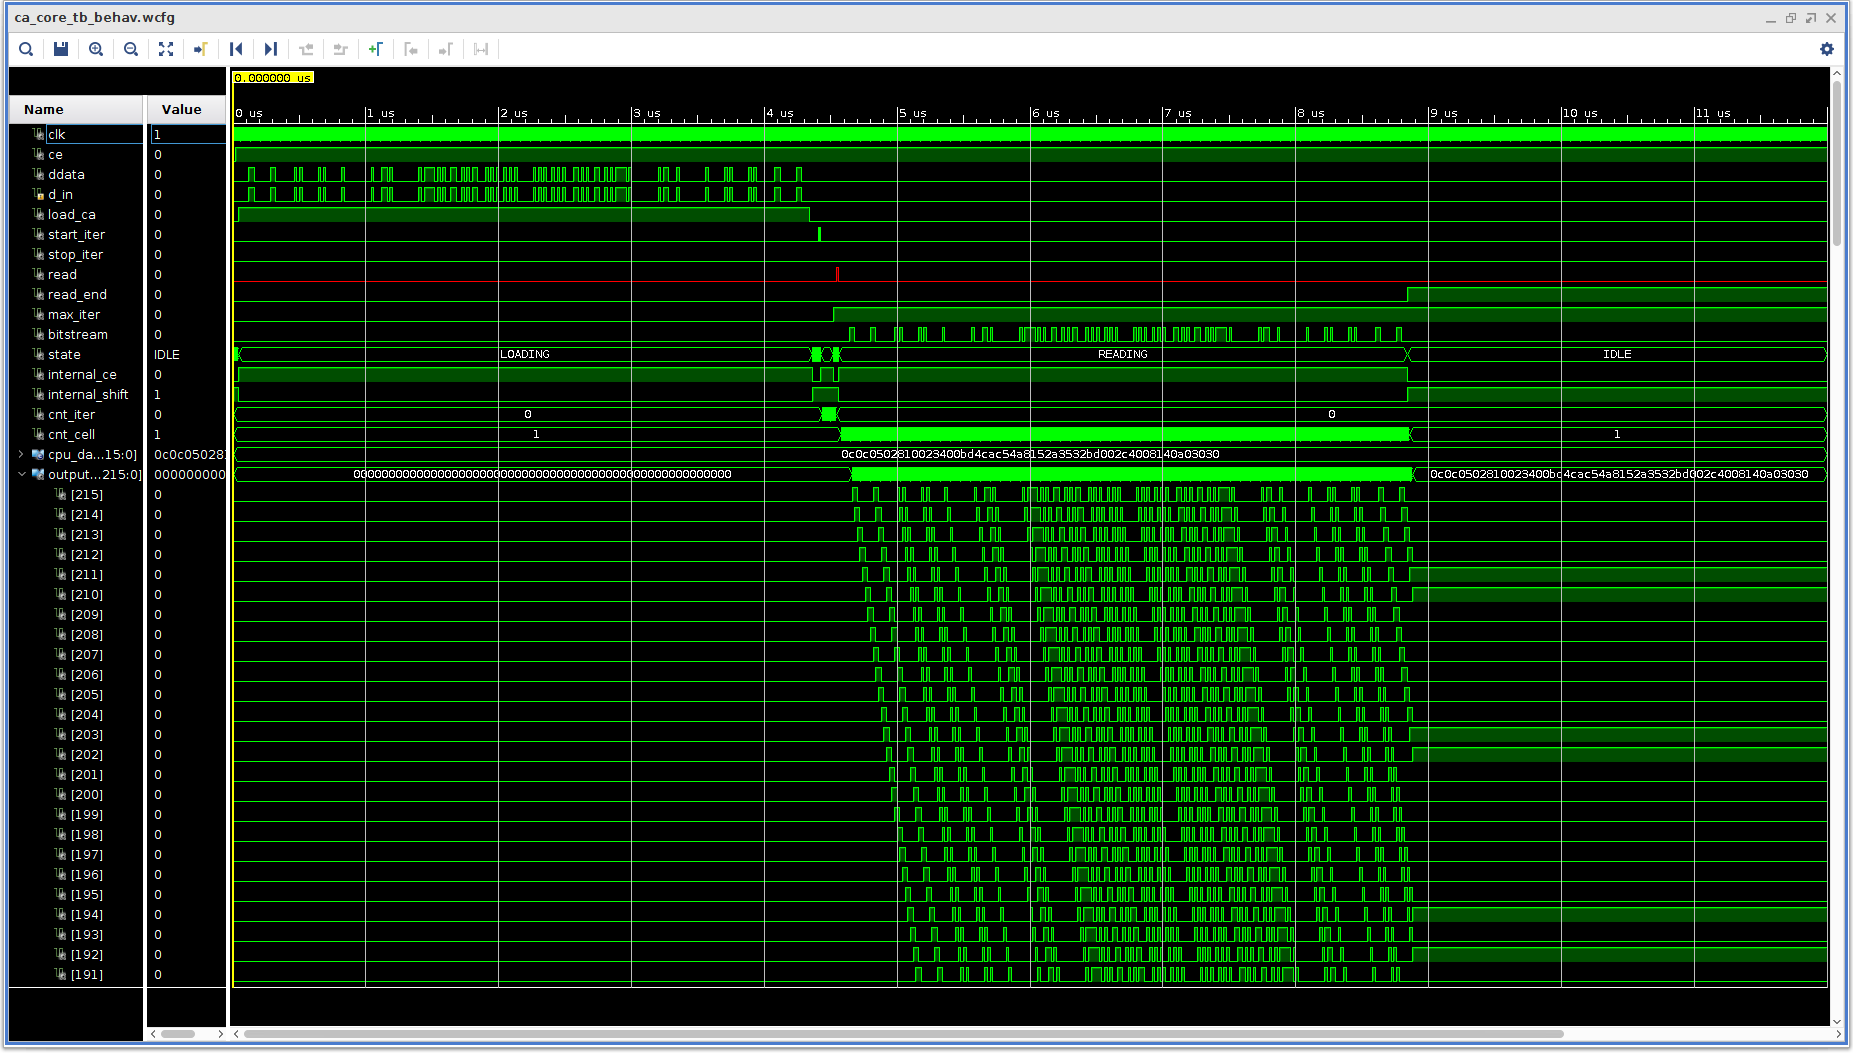 ca_core_tb_behav.wcfg
0.000000 us
Name Value
0 us 1 us 2 us 3 us 4 us 5 us 6 us 7 us 8 us 9 us 10 us 11 us
clk 1
ce 0
ddata 0
d_in 0
load_ca 0
start_iter 0
stop_iter 0
read 0
read_end 0
max_iter 0
bitstream 0
state IDLE LOADING READING IDLE
internal_ce 0
internal_shift 1
cnt_iter 0 0 0
cnt_cell 1 1 1
cpu_da...15:0] 0c0c05028 0c0c0502810023400bd4cac54a8152a3532bd002c4008140a03030
output...215:0] 000000000 000000000000000000000000000000000000000000000000000000 0c0c0502810023400bd4cac54a8152a3532bd002c4008140a03030
[215] 0
[214] 0
[213] 0
[212] 0
[211] 0
[210] 0
[209] 0
[208] 0
[207] 0
[206] 0
[205] 0
[204] 0
[203] 0
[202] 0
[201] 0
[200] 0
[199] 0
[198] 0
[197] 0
[196] 0
[195] 0
[194] 0
[193] 0
[192] 0
[191] 0